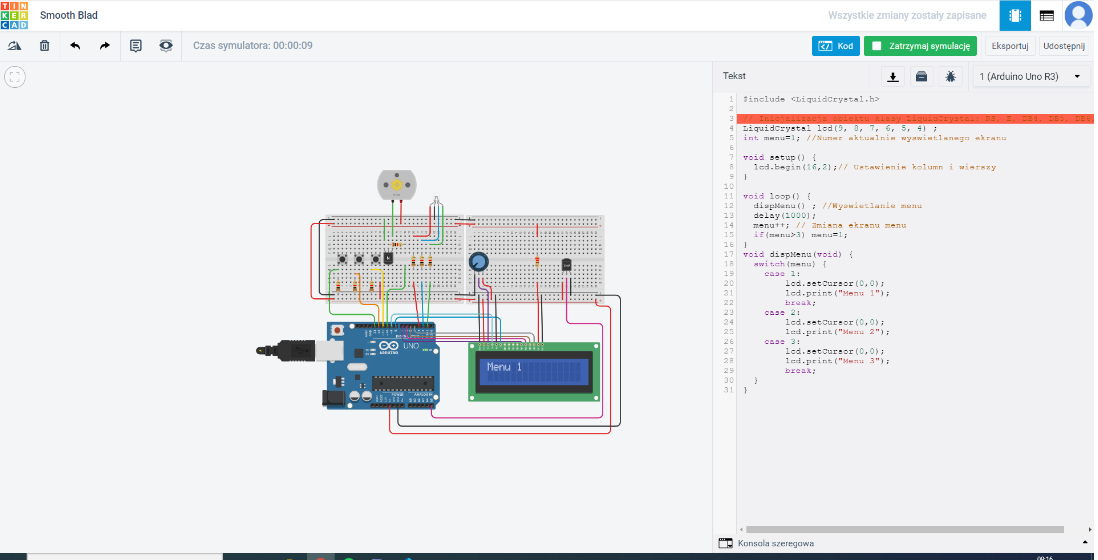 TIN
KER
CAD
Smooth Blad
Wszystkie zmiany zostały zapisane
Czas symulatora: 00:00:09
Kod
Zatrzymaj symulację
Eksportuj
Udostępnij
Tekst
1 (Arduino Uno R3)
1 #include <LiquidCrystal.h>
2
3 // Inicjalizacja obiektu klasy LiquidCrystal: RS, E, DB4, DB5, DB6
4 LiquidCrystal lcd(9, 8, 7, 6, 5, 4) ;
5 int menu=1; //Numer aktualnie wyswietlanego ekranu
6
7 void setup() {
8 lcd.begin(16,2);// Ustawienie kolumn i wierszy
9 }
10
11 void loop() {
12 dispMenu() ; //Wyswietlanie menu
13 delay(1000);
14 menu++; // Zmiana ekranu menu
15 if(menu>3) menu=1;
16 }
17 void dispMenu(void) {
18 switch(menu) {
19 case 1:
20 lcd.setCursor(0,0);
21 lcd.print("Menu 1");
22 break;
23 case 2:
24 lcd.setCursor(0,0);
25 lcd.print("Menu 2");
26 case 3:
27 lcd.setCursor(0,0);
28 lcd.print("Menu 3");
29 break;
30 }
31 }
UNO
ARDUINO
Menu 1
Konsola szeregowa
09:16